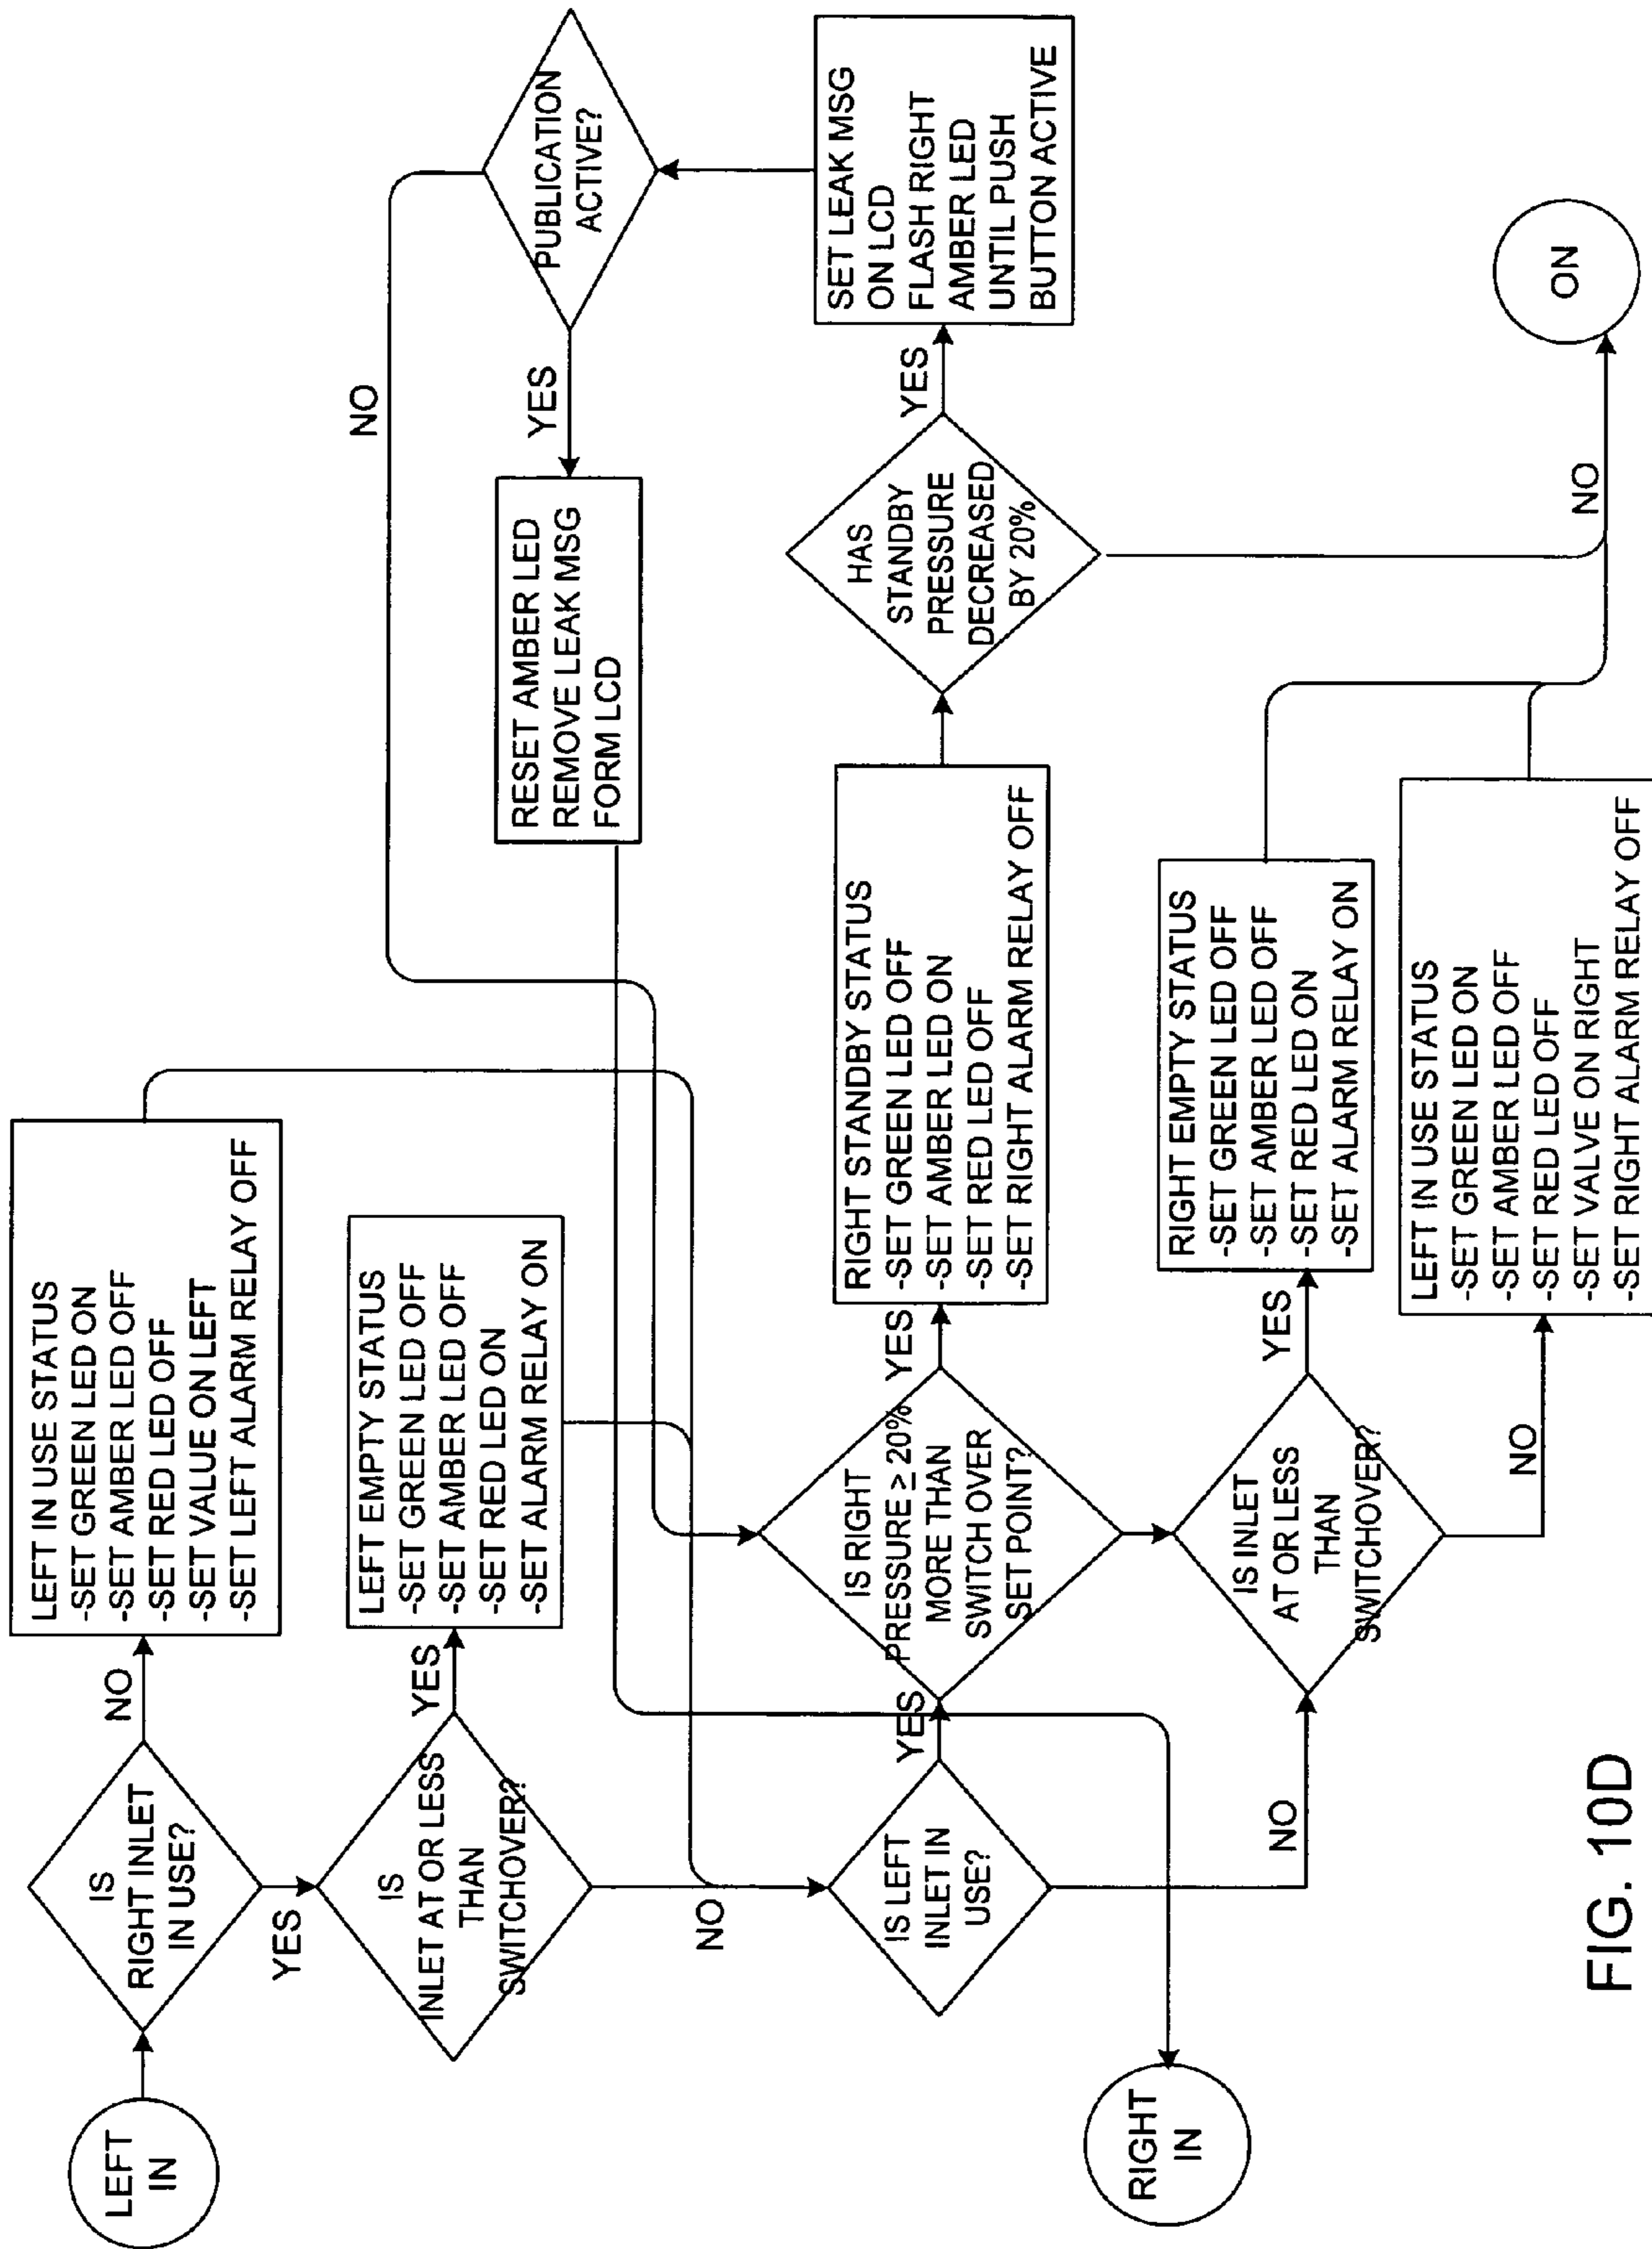 LEFT
IN
IS
RIGHT INLET
IN USE?
NO
YES
LEFT IN USE STATUS
-SET GREEN LED ON
-SET AMBER LED OFF
-SET RED LED OFF
-SET VALUE ON LEFT
-SET LEFT ALARM RELAY OFF
IS
INLET AT OR LESS
THAN
SWITCHOVER?
YES
NO
LEFT EMPTY STATUS
-SET GREEN LED OFF
-SET AMBER LED OFF
-SET RED LED ON
-SET ALARM RELAY ON
NO
PUBLICATION
ACTIVE?
YES
RESET AMBER LED
REMOVE LEAK MSG
FORM LCD
IS LEFT
INLET IN
USE?
YES
NO
IS RIGHT
PRESSURE ≥ 20%
MORE THAN
SWITCH OVER
SET POINT?
YES
RIGHT STANDBY STATUS
-SET GREEN LED OFF
-SET AMBER LED ON
-SET RED LED OFF
-SET RIGHT ALARM RELAY OFF
HAS
STANDBY
PRESSURE
DECREASED
BY 20%
YES
NO
SET LEAK MSG
ON LCD
FLASH RIGHT
AMBER LED
UNTIL PUSH
BUTTON ACTIVE
RIGHT
IN
IS INLET
AT OR LESS
THAN
SWITCHOVER?
YES
NO
RIGHT EMPTY STATUS
-SET GREEN LED OFF
-SET AMBER LED OFF
-SET RED LED ON
-SET ALARM RELAY ON
LEFT IN USE STATUS
-SET GREEN LED ON
-SET AMBER LED OFF
-SET RED LED OFF
-SET VALVE ON RIGHT
-SET RIGHT ALARM RELAY OFF
ON
FIG. 10D